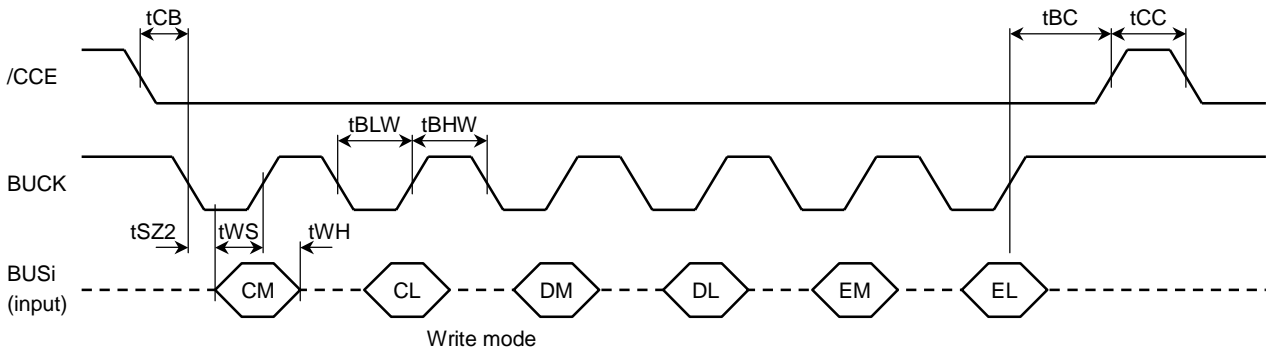 tCB tBC tCC
/CCE
tBLW tBHW
BUCK
tSZ2 tWS tWH
BUSi
(input)
CM CL DM DL EM EL
Write mode